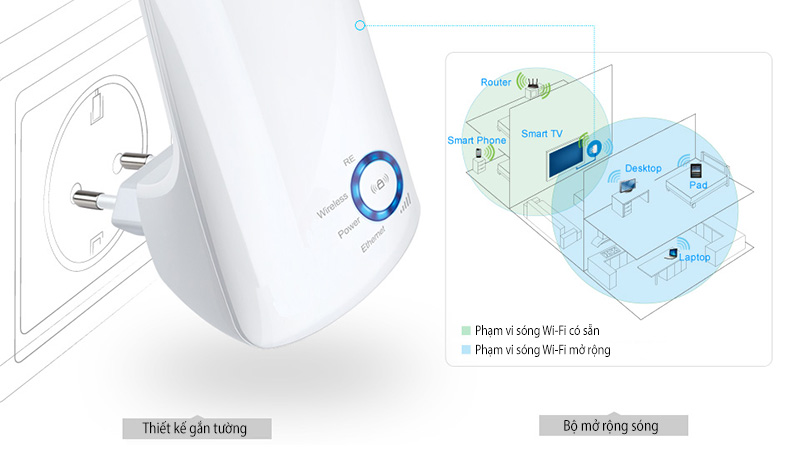 RE
Wireless
Power
Ethernet
Router
Smart Phone
Smart TV
Desktop
Pad
Laptop
Phạm vi sóng Wi-Fi có sẵn
Phạm vi sóng Wi-Fi mở rộng
Thiết kế gắn tường
Bộ mở rộng sóng